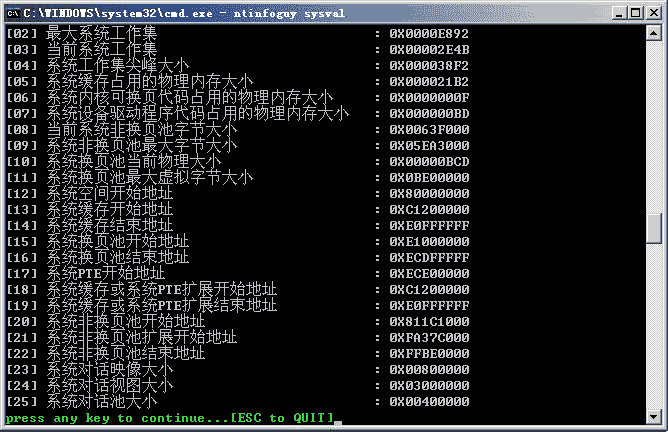 C:\WINDOWS\system32\cmd.exe - ntinfoguy sysval
[02] 最大系统工作集 : 0X0000E892
[03] 当前系统工作集 : 0X00002E4B
[04] 系统工作集尖峰大小 : 0X000038F2
[05] 系统缓存占用的物理内存大小 : 0X000021B2
[06] 系统内核可换页代码占用的物理内存大小 : 0X0000000F
[07] 系统设备驱动程序代码占用的物理内存大小 : 0X000000BD
[08] 当前系统非换页池字节大小 : 0X0063F000
[09] 系统非换页池最大字节大小 : 0X05EA3000
[10] 系统换页池当前物理大小 : 0X00000BCD
[11] 系统换页池最大虚拟字节大小 : 0X0BE00000
[12] 系统空间开始地址 : 0X80000000
[13] 系统缓存开始地址 : 0XC1200000
[14] 系统缓存结束地址 : 0XE0FFFFFF
[15] 系统换页池开始地址 : 0XE1000000
[16] 系统换页池结束地址 : 0XECDFFFFF
[17] 系统PTE开始地址 : 0XECE00000
[18] 系统缓存或系统PTE扩展开始地址 : 0XC1200000
[19] 系统缓存或系统PTE扩展结束地址 : 0XE0FFFFFF
[20] 系统非换页池开始地址 : 0X811C1000
[21] 系统非换页池扩展开始地址 : 0XFA37C000
[22] 系统非换页池结束地址 : 0XFFBE0000
[23] 系统对话映像大小 : 0X00800000
[24] 系统对话视图大小 : 0X03000000
[25] 系统对话池大小 : 0X00400000
press any key to continue...[ESC to QUIT]